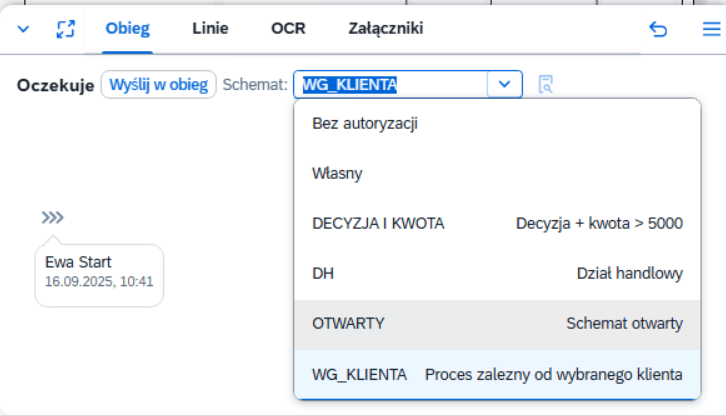 Obieg Linie OCR Załączniki
Oczekuje Wyślij w obieg Schemat: WG_KLIENTA
Bez autoryzacji
Własny
DECYZJA I KWOTA Decyzja + kwota > 5000
DH Dział handlowy
OTWARTY Schemat otwarty
WG_KLIENTA Proces zalezny od wybranego klienta
Ewa Start
16.09.2025, 10:41